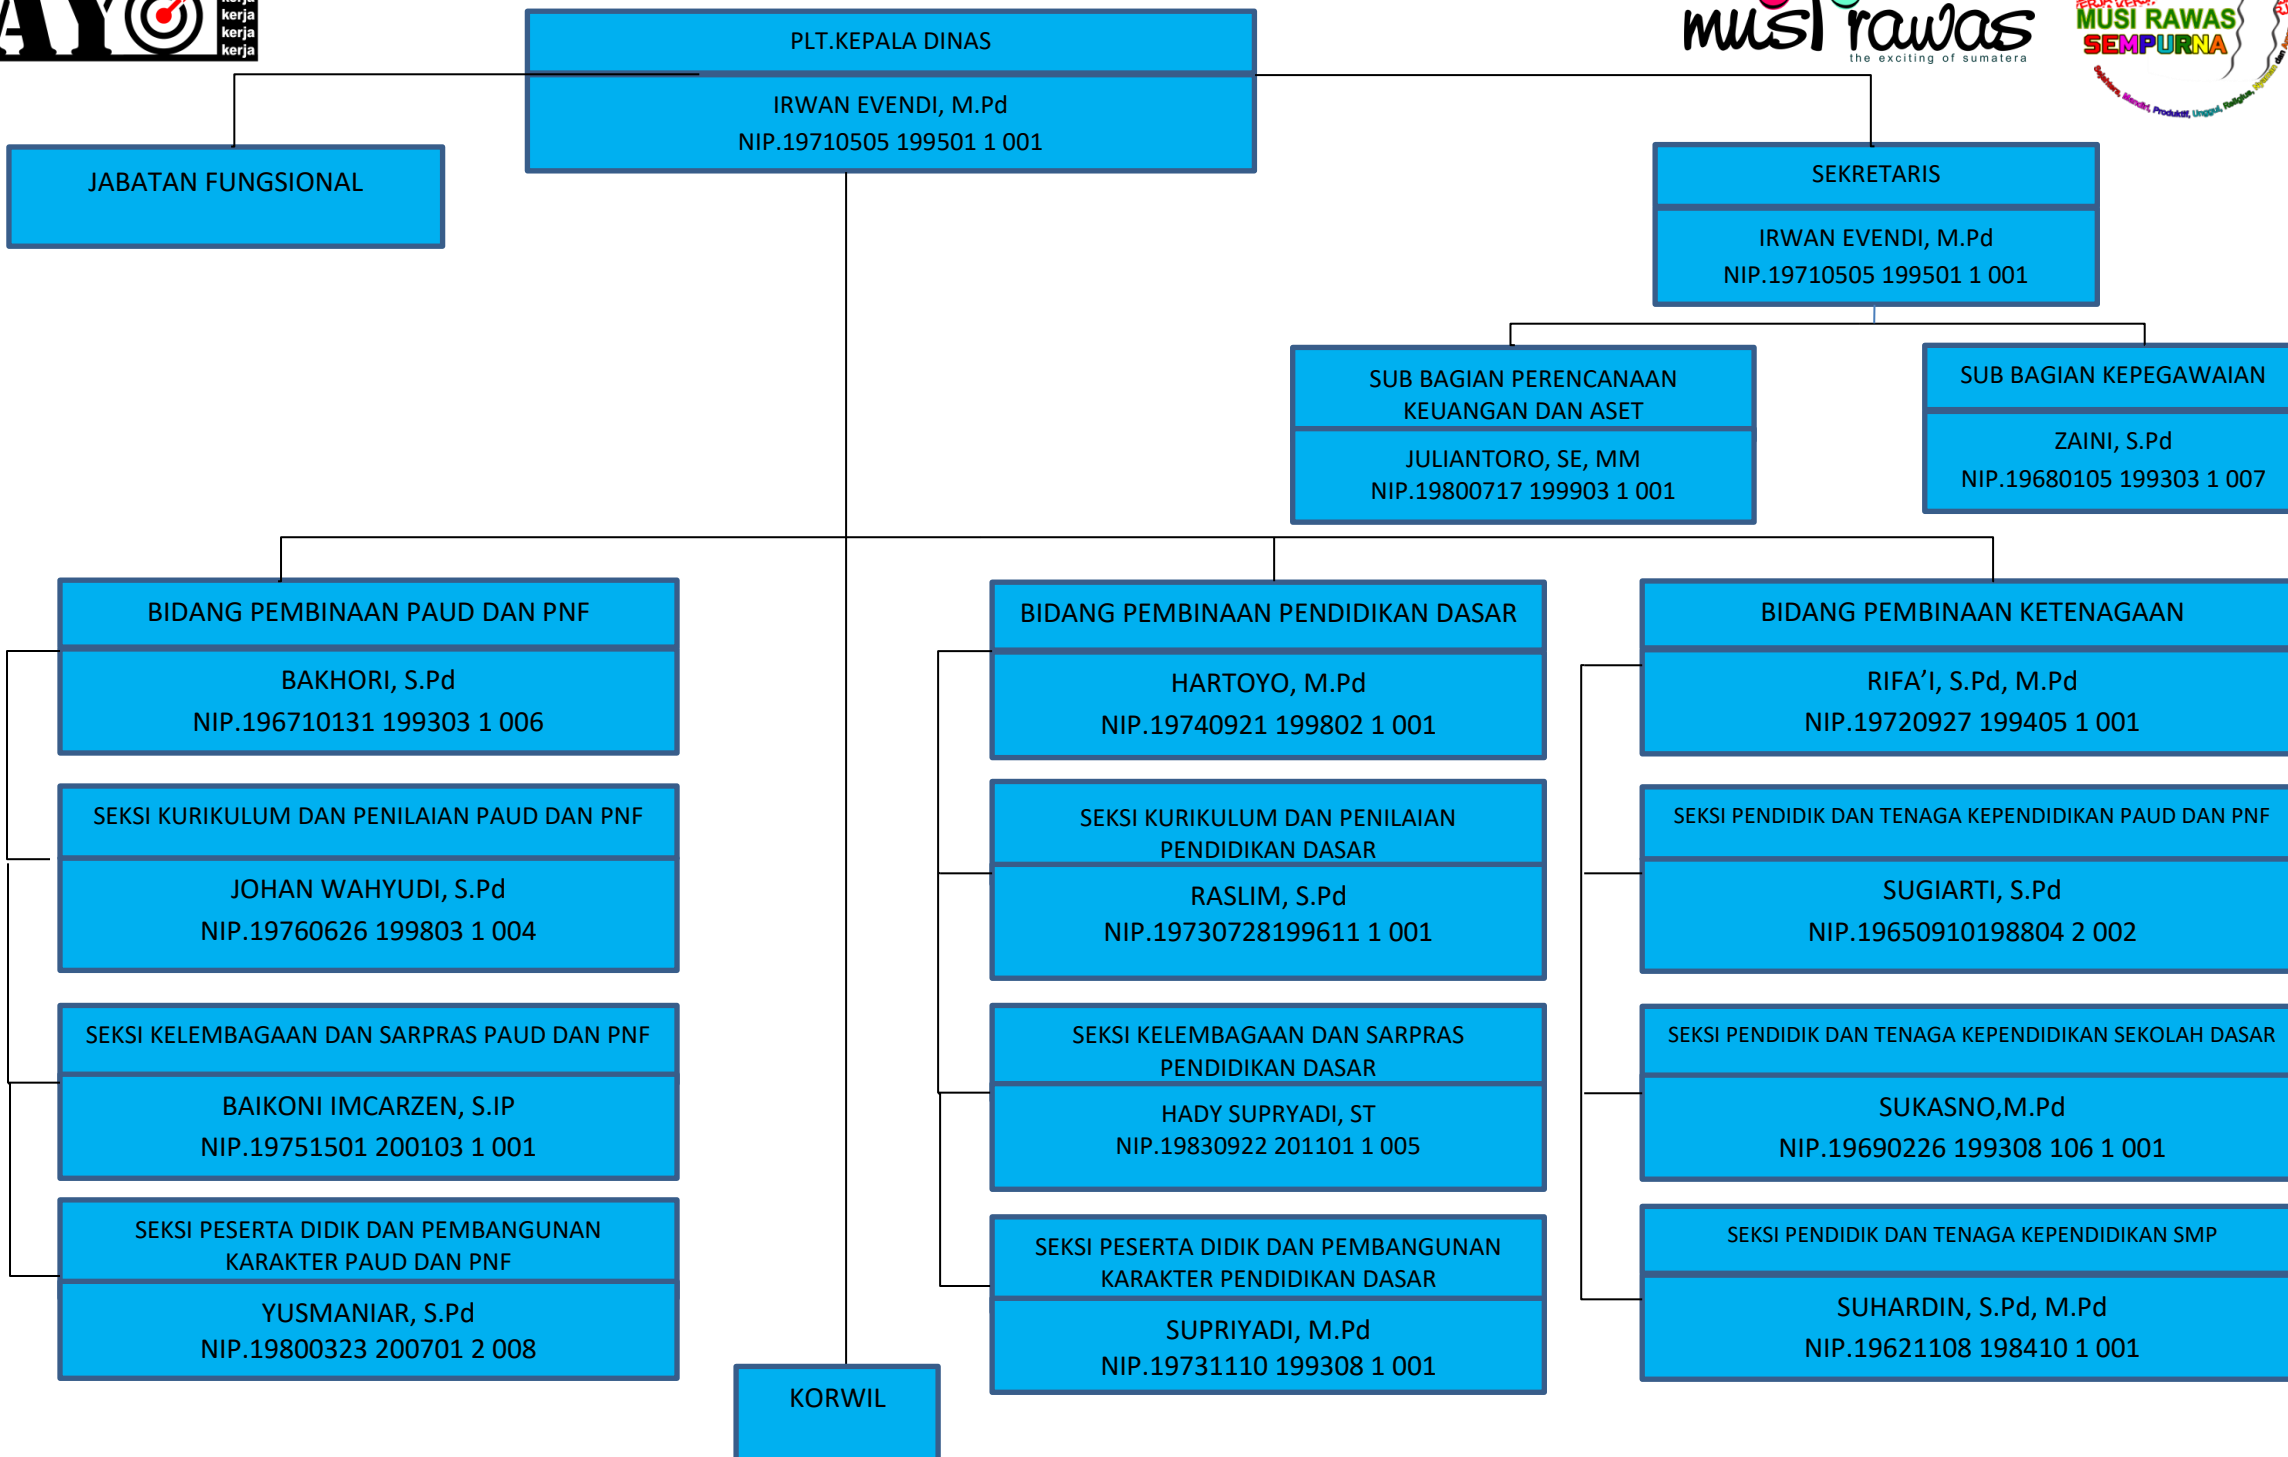 AYO
kerja
kerja
kerja
kerja
musi rawas
the exciting of sumatera
MUSI RAWAS
SEMPURNA
Sejahtera, Mandiri, Produktif, Unggul, Religius, Nyaman dan
PLT.KEPALA DINAS
IRWAN EVENDI, M.Pd
NIP.19710505 199501 1 001
JABATAN FUNGSIONAL
SEKRETARIS
IRWAN EVENDI, M.Pd
NIP.19710505 199501 1 001
SUB BAGIAN PERENCANAAN
KEUANGAN DAN ASET
JULIANTORO, SE, MM
NIP.19800717 199903 1 001
SUB BAGIAN KEPEGAWAIAN
ZAINI, S.Pd
NIP.19680105 199303 1 007
BIDANG PEMBINAAN PAUD DAN PNF
BAKHORI, S.Pd
NIP.196710131 199303 1 006
SEKSI KURIKULUM DAN PENILAIAN PAUD DAN PNF
JOHAN WAHYUDI, S.Pd
NIP.19760626 199803 1 004
SEKSI KELEMBAGAAN DAN SARPRAS PAUD DAN PNF
BAIKONI IMCARZEN, S.IP
NIP.19751501 200103 1 001
SEKSI PESERTA DIDIK DAN PEMBANGUNAN
KARAKTER PAUD DAN PNF
YUSMANIAR, S.Pd
NIP.19800323 200701 2 008
KORWIL
BIDANG PEMBINAAN PENDIDIKAN DASAR
HARTOYO, M.Pd
NIP.19740921 199802 1 001
SEKSI KURIKULUM DAN PENILAIAN
PENDIDIKAN DASAR
RASLIM, S.Pd
NIP.19730728199611 1 001
SEKSI KELEMBAGAAN DAN SARPRAS
PENDIDIKAN DASAR
HADY SUPRYADI, ST
NIP.19830922 201101 1 005
SEKSI PESERTA DIDIK DAN PEMBANGUNAN
KARAKTER PENDIDIKAN DASAR
SUPRIYADI, M.Pd
NIP.19731110 199308 1 001
BIDANG PEMBINAAN KETENAGAAN
RIFA’I, S.Pd, M.Pd
NIP.19720927 199405 1 001
SEKSI PENDIDIK DAN TENAGA KEPENDIDIKAN PAUD DAN PNF
SUGIARTI, S.Pd
NIP.19650910198804 2 002
SEKSI PENDIDIK DAN TENAGA KEPENDIDIKAN SEKOLAH DASAR
SUKASNO,M.Pd
NIP.19690226 199308 106 1 001
SEKSI PENDIDIK DAN TENAGA KEPENDIDIKAN SMP
SUHARDIN, S.Pd, M.Pd
NIP.19621108 198410 1 001